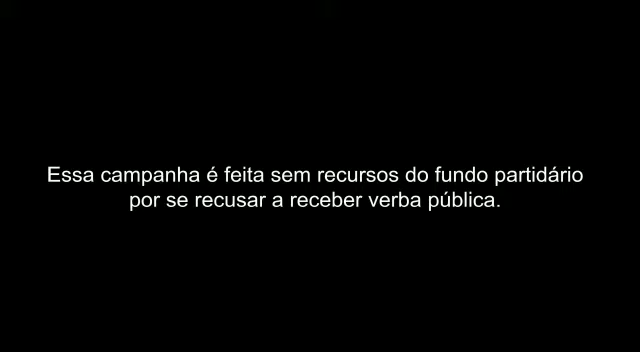 Essa campanha é feita sem recursos do fundo partidário
por se recusar a receber verba pública.